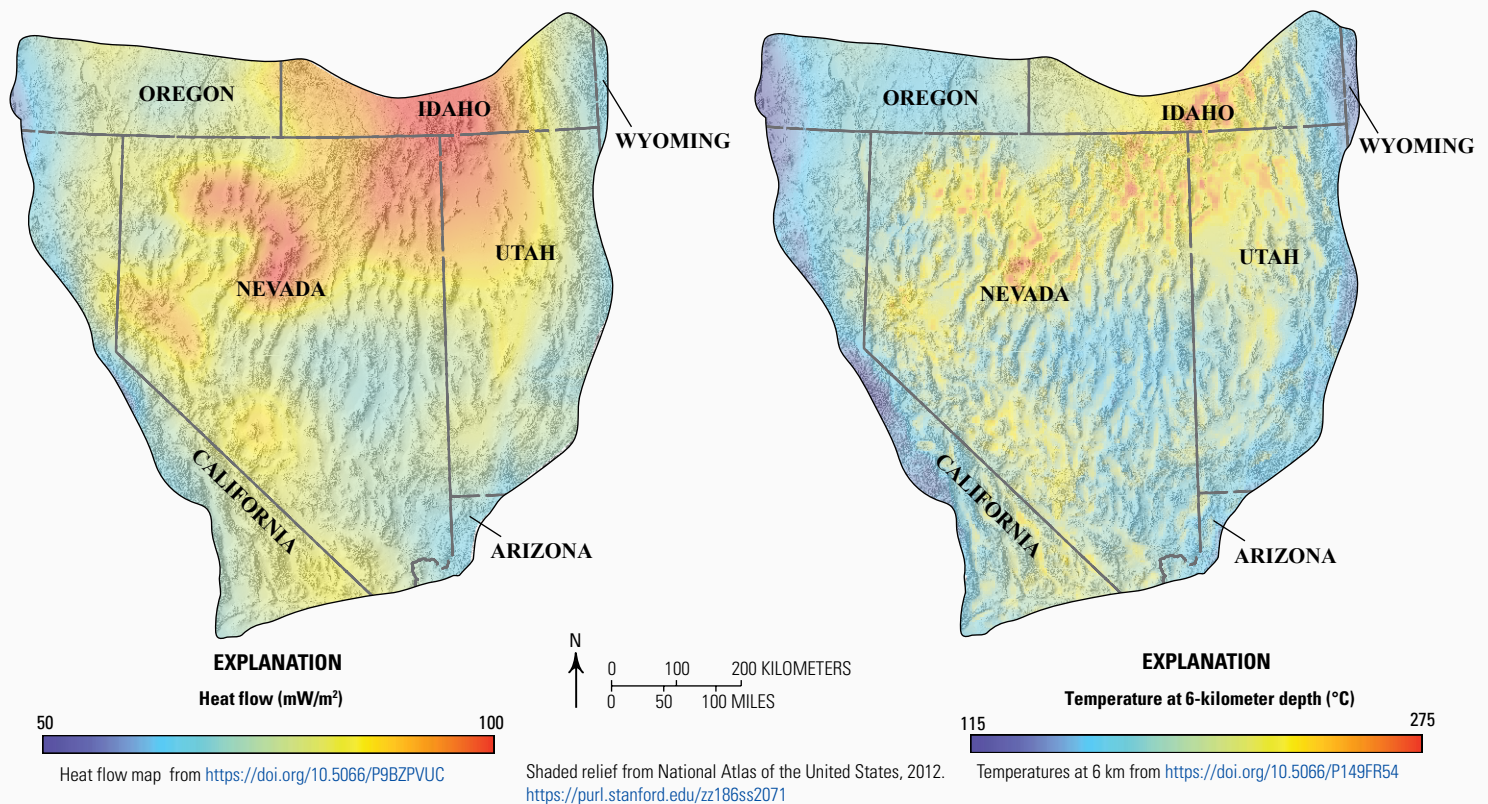 OREGON
IDAHO
WYOMING
UTAH
NEVADA
CALIFORNIA
ARIZONA
OREGON
IDAHO
WYOMING
UTAH
NEVADA
CALIFORNIA
ARIZONA
EXPLANATION
Heat flow (mW/m²)
50 100
Heat flow map from https://doi.org/10.5066/P9BZPVUC
N
0 100 200 KILOMETERS
0 50 100 MILES
Shaded relief from National Atlas of the United States, 2012.
https://purl.stanford.edu/zz186ss2071
EXPLANATION
Temperature at 6-kilometer depth (°C)
115 275
Temperatures at 6 km from https://doi.org/10.5066/P149FR54